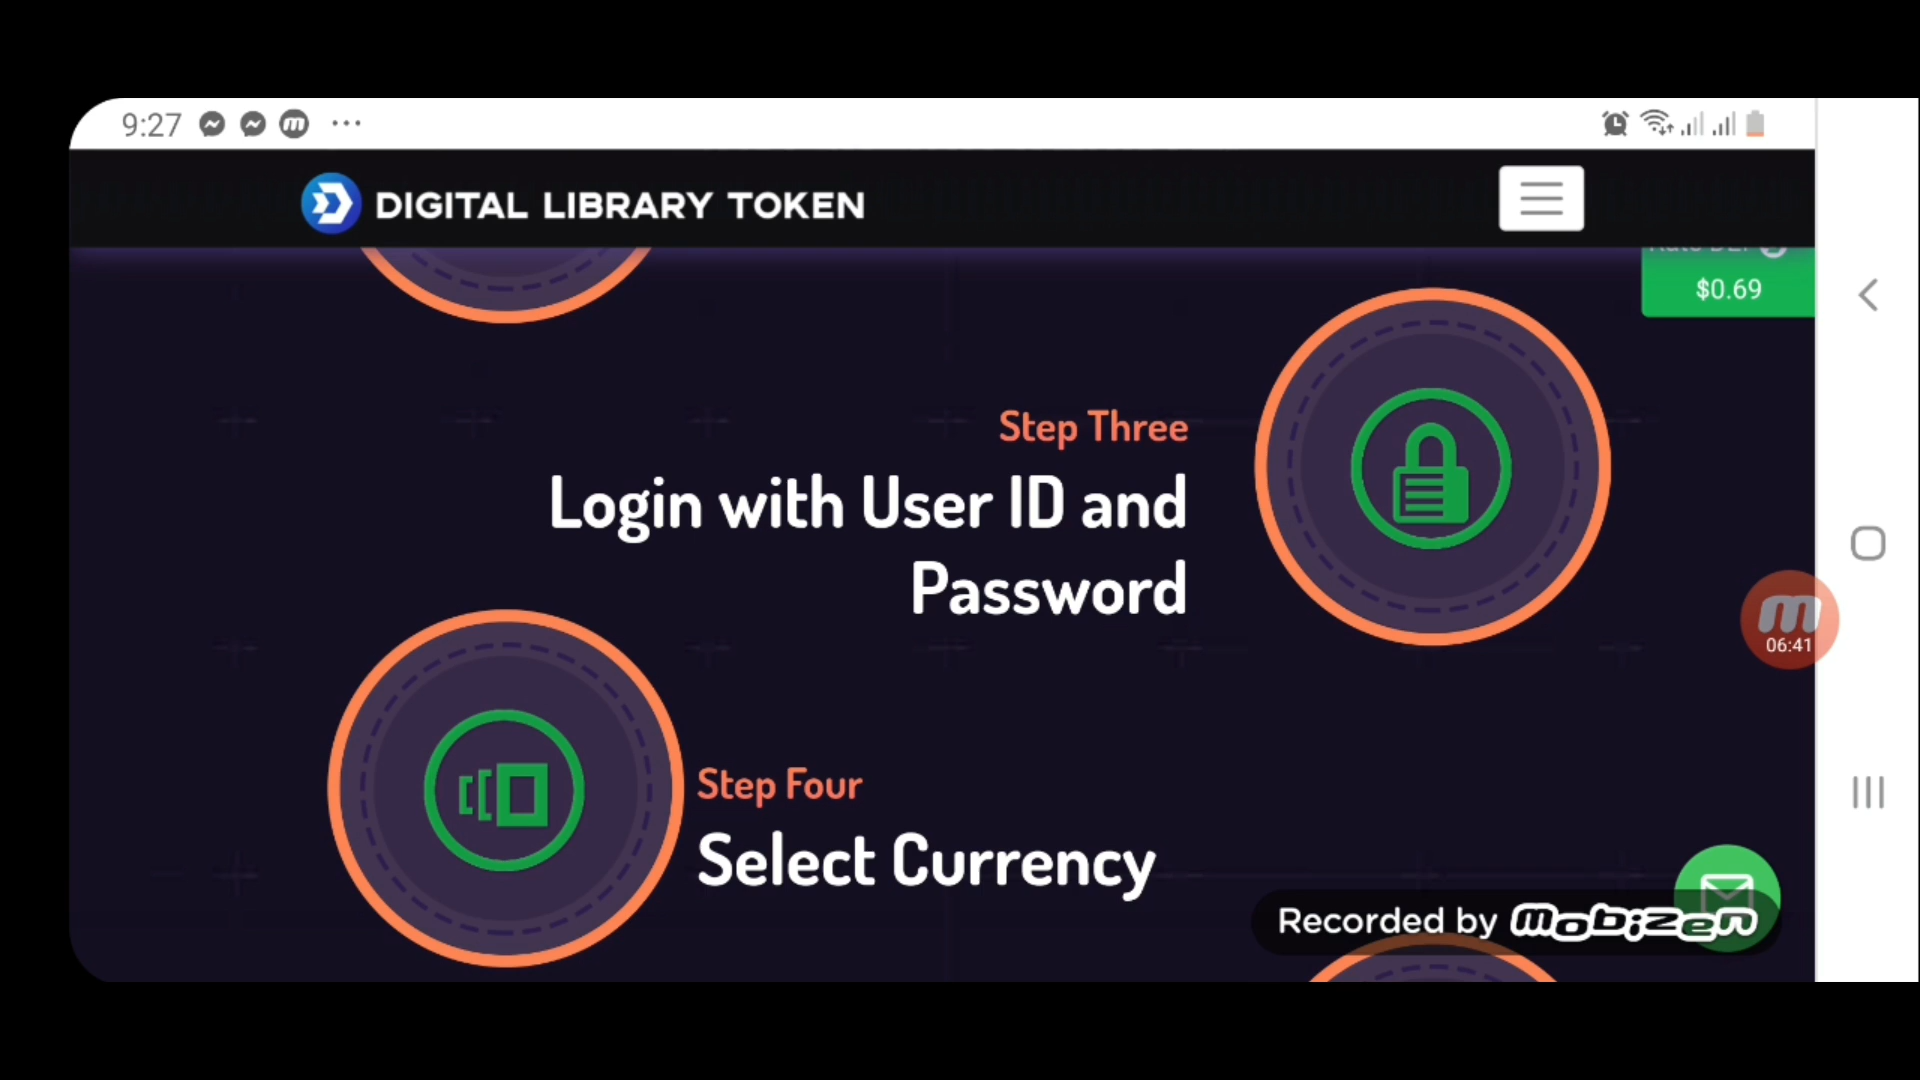 9:27
DIGITAL LIBRARY TOKEN
$0.69
Step Three
Login with User ID and
Password
06:41
Step Four
Select Currency
Recorded by mobizen